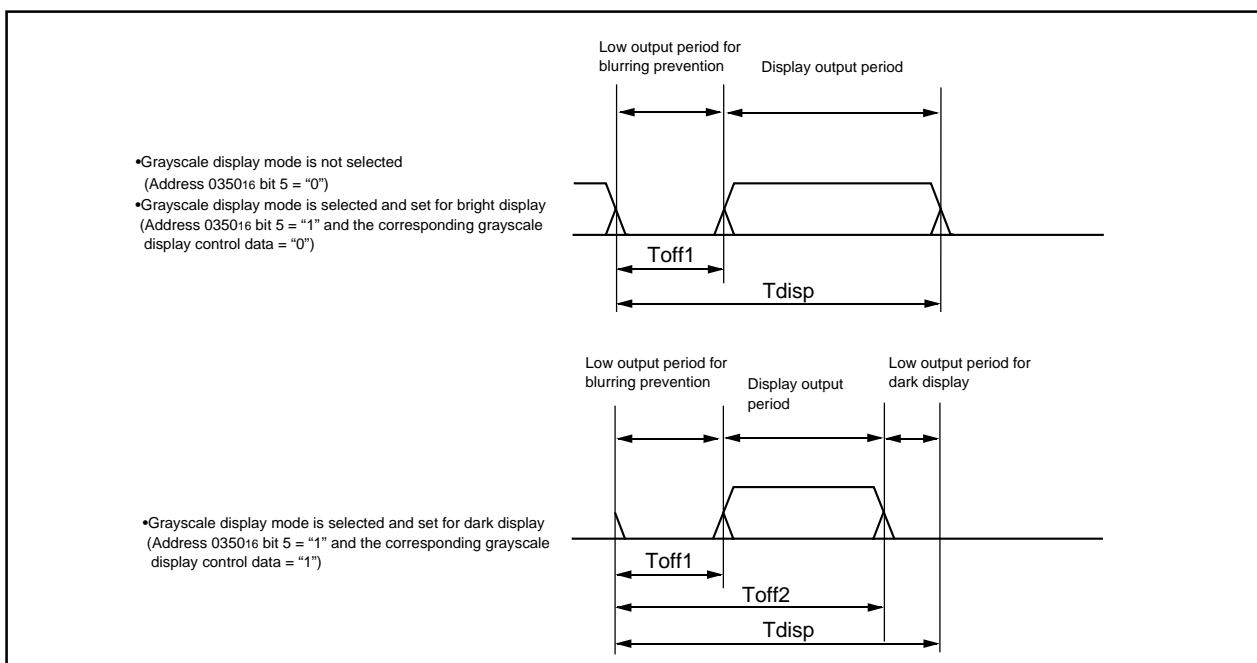 Low output period for
blurring prevention
Display output period
•Grayscale display mode is not selected
(Address 035016 bit 5 = “0”)
•Grayscale display mode is selected and set for bright display
(Address 035016 bit 5 = “1” and the corresponding grayscale
display control data = “0”)
Toff1
Tdisp
Low output period for
blurring prevention
Display output
period
Low output period for
dark display
•Grayscale display mode is selected and set for dark display
(Address 035016 bit 5 = “1” and the corresponding grayscale
display control data = “1”)
Toff1
Toff2
Tdisp